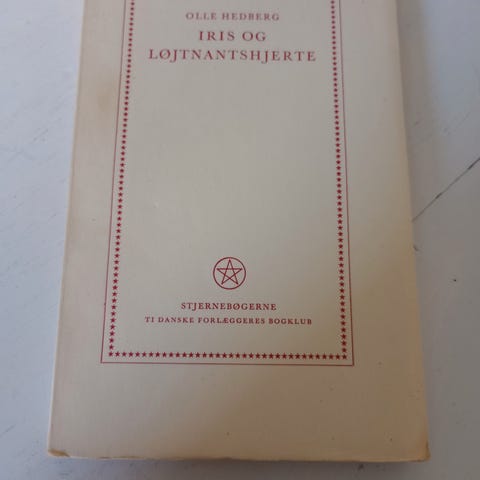 OLLE HEDBERG
IRIS OG
LØJTNANTSHJERTE
STJERNEBØGERNE
TI DANSKE FORLÆGGERES BOGKLUB